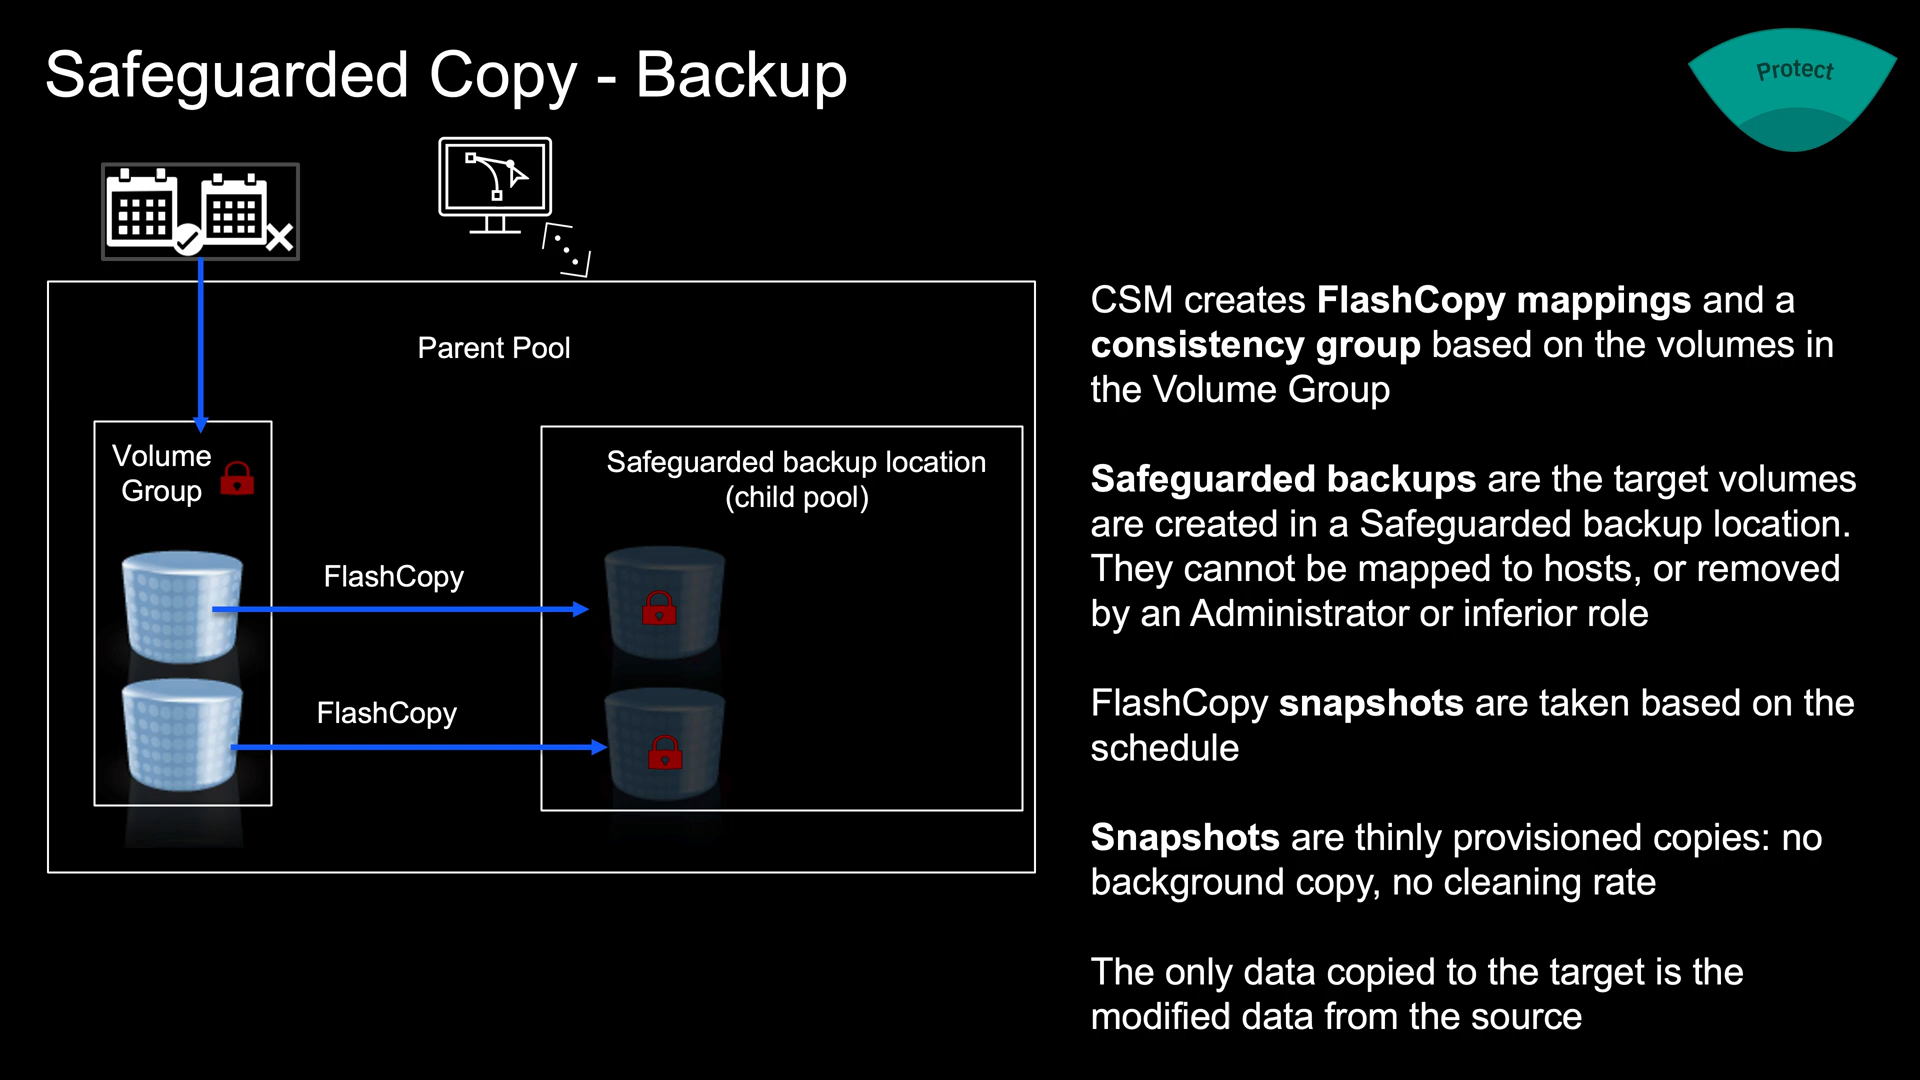 Safeguarded Copy - Backup
Protect
Parent Pool
Volume
Group
Safeguarded backup location
(child pool)
FlashCopy
FlashCopy
CSM creates FlashCopy mappings and a
consistency group based on the volumes in
the Volume Group
Safeguarded backups are the target volumes
are created in a Safeguarded backup location.
They cannot be mapped to hosts, or removed
by an Administrator or inferior role
FlashCopy snapshots are taken based on the
schedule
Snapshots are thinly provisioned copies: no
background copy, no cleaning rate
The only data copied to the target is the
modified data from the source